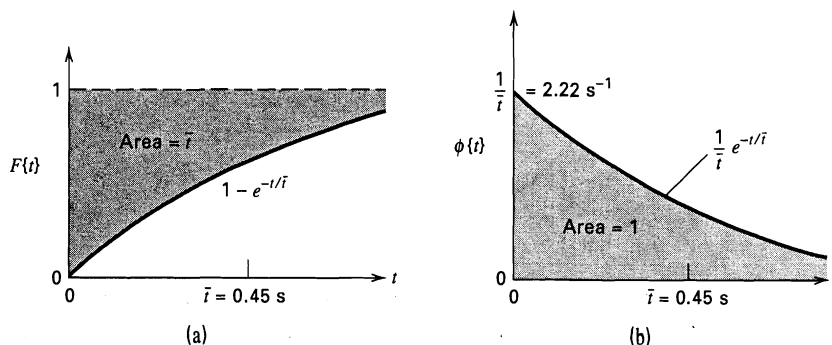 1
Area = t̄
F{t}
1 − e^{−t/t̄}
0
t
0
t̄ = 0.45 s
(a)
1/t̄ = 2.22 s⁻¹
ϕ{t}
1/t̄ e^{−t/t̄}
Area = 1
0
0
t̄ = 0.45 s
(b)